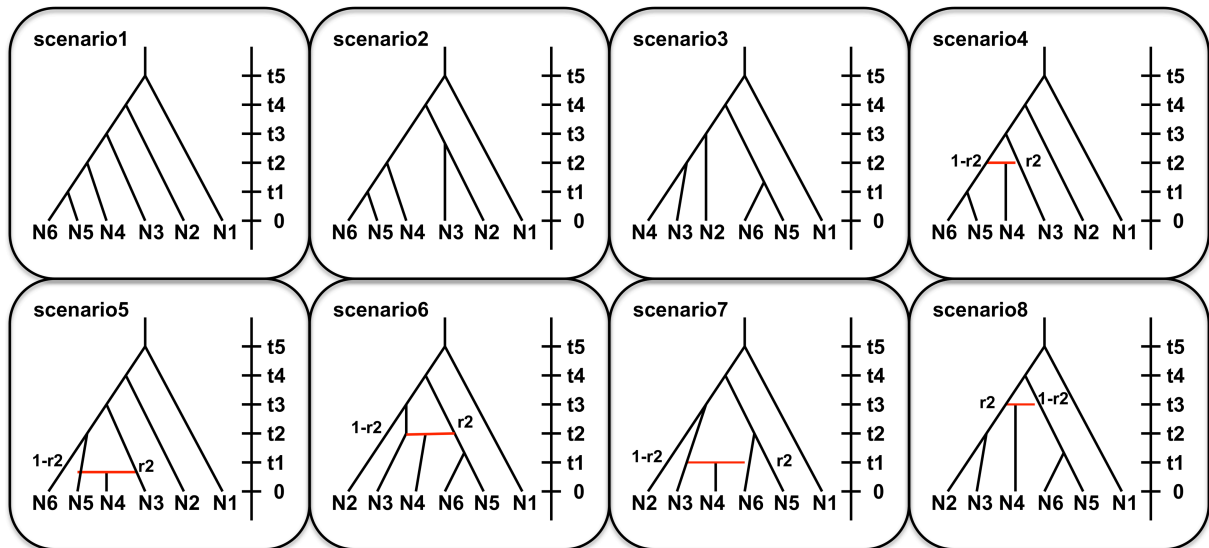 scenario1
t5
t4
t3
t2
t1
0
N6 N5 N4 N3 N2 N1
scenario2
t5
t4
t3
t2
t1
0
N6 N5 N4 N3 N2 N1
scenario3
t5
t4
t3
t2
t1
0
N4 N3 N2 N6 N5 N1
scenario4
t5
t4
t3
1-r2 r2 t2
t1
0
N6 N5 N4 N3 N2 N1
scenario5
t5
t4
t3
t2
1-r2 r2 t1
0
N6 N5 N4 N3 N2 N1
scenario6
t5
t4
t3
1-r2 r2 t2
t1
0
N2 N3 N4 N6 N5 N1
scenario7
t5
t4
t3
t2
1-r2 r2 t1
0
N2 N3 N4 N6 N5 N1
scenario8
t5
t4
r2 1-r2 t3
t2
t1
0
N2 N3 N4 N6 N5 N1